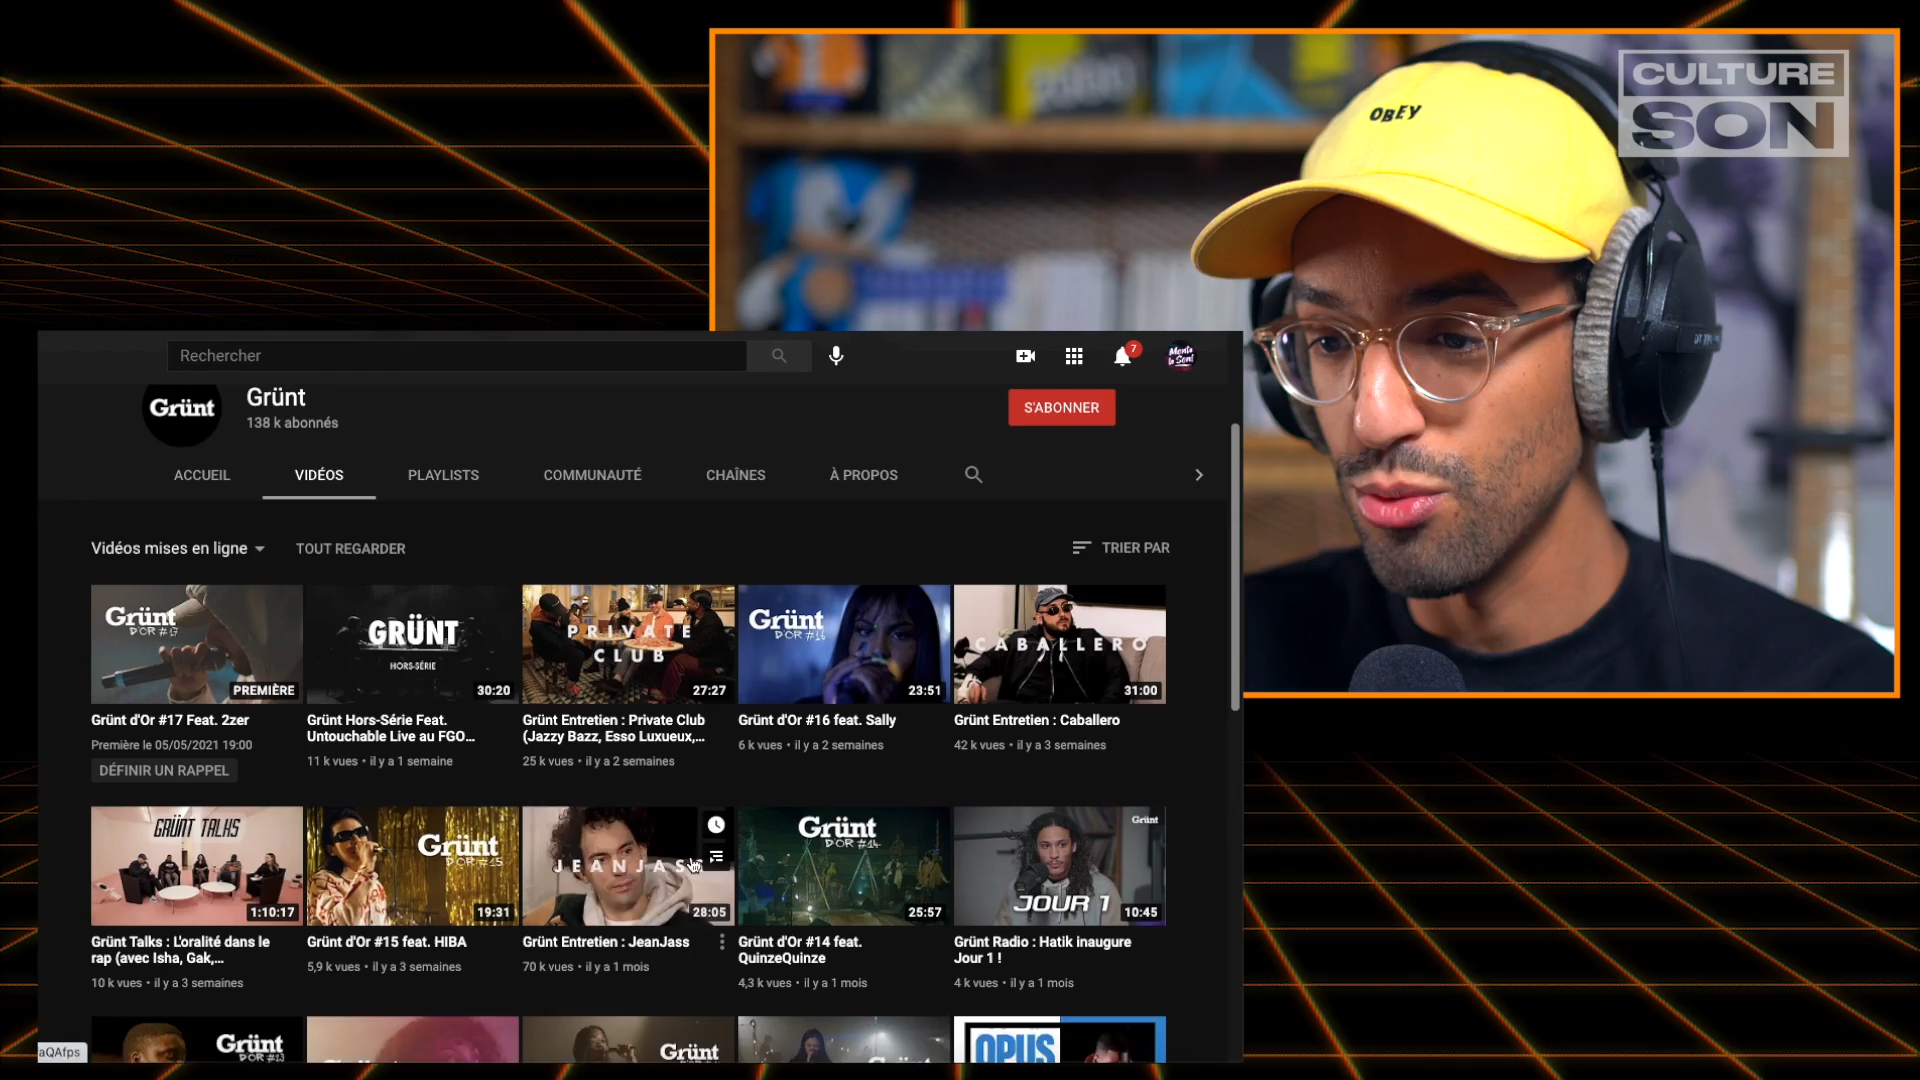 CULTURE
SON
OBEY
Rechercher
7
Monte
le Son!
Grünt
Grünt
138 k abonnés
S'ABONNER
ACCUEIL
VIDÉOS
PLAYLISTS
COMMUNAUTÉ
CHAÎNES
À PROPOS
Vidéos mises en ligne
TOUT REGARDER
TRIER PAR
Grünt
D'OR #17
PREMIÈRE
GRÜNT
HORS-SÉRIE
30:20
PRIVATE
CLUB
27:27
Grünt
D'OR #16
23:51
CABALLERO
31:00
Grünt d'Or #17 Feat. 2zer
Première le 05/05/2021 19:00
DÉFINIR UN RAPPEL
Grünt Hors-Série Feat.
Untouchable Live au FGO...
11 k vues • il y a 1 semaine
Grünt Entretien : Private Club
(Jazzy Bazz, Esso Luxueux,...
25 k vues • il y a 2 semaines
Grünt d'Or #16 feat. Sally
6 k vues • il y a 2 semaines
Grünt Entretien : Caballero
42 k vues • il y a 3 semaines
GRÜNT TALKS
1:10:17
Grünt
D'OR #15
19:31
JEANJASS
28:05
Grünt
D'OR #14
25:57
Grünt
JOUR 1
10:45
Grünt Talks : L'oralité dans le
rap (avec Isha, Gak,...
10 k vues • il y a 3 semaines
Grünt d'Or #15 feat. HIBA
5,9 k vues • il y a 3 semaines
Grünt Entretien : JeanJass
70 k vues • il y a 1 mois
Grünt d'Or #14 feat.
QuinzeQuinze
4,3 k vues • il y a 1 mois
Grünt Radio : Hatik inaugure
Jour 1 !
4 k vues • il y a 1 mois
Grünt
D'OR #13
Grünt
OPUS
aQAfps